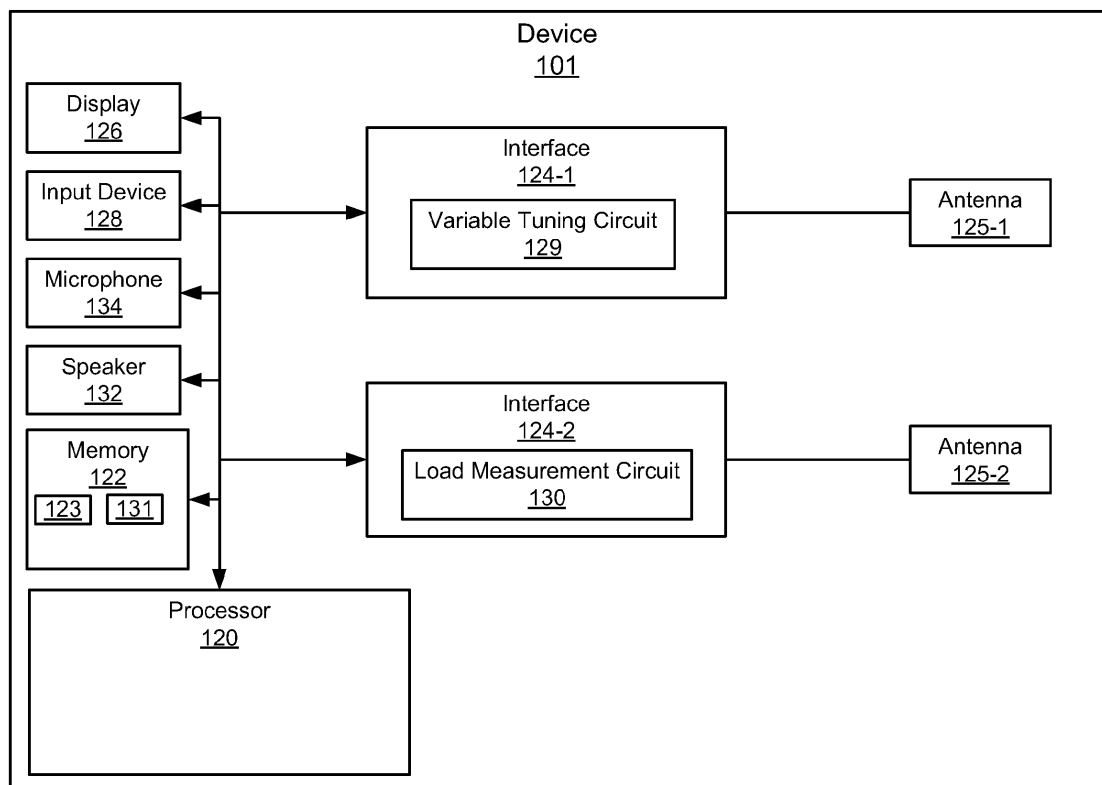 Device
101
Display
126
Input Device
128
Microphone
134
Speaker
132
Memory
122
123 131
Processor
120
Interface
124-1
Variable Tuning Circuit
129
Antenna
125-1
Interface
124-2
Load Measurement Circuit
130
Antenna
125-2